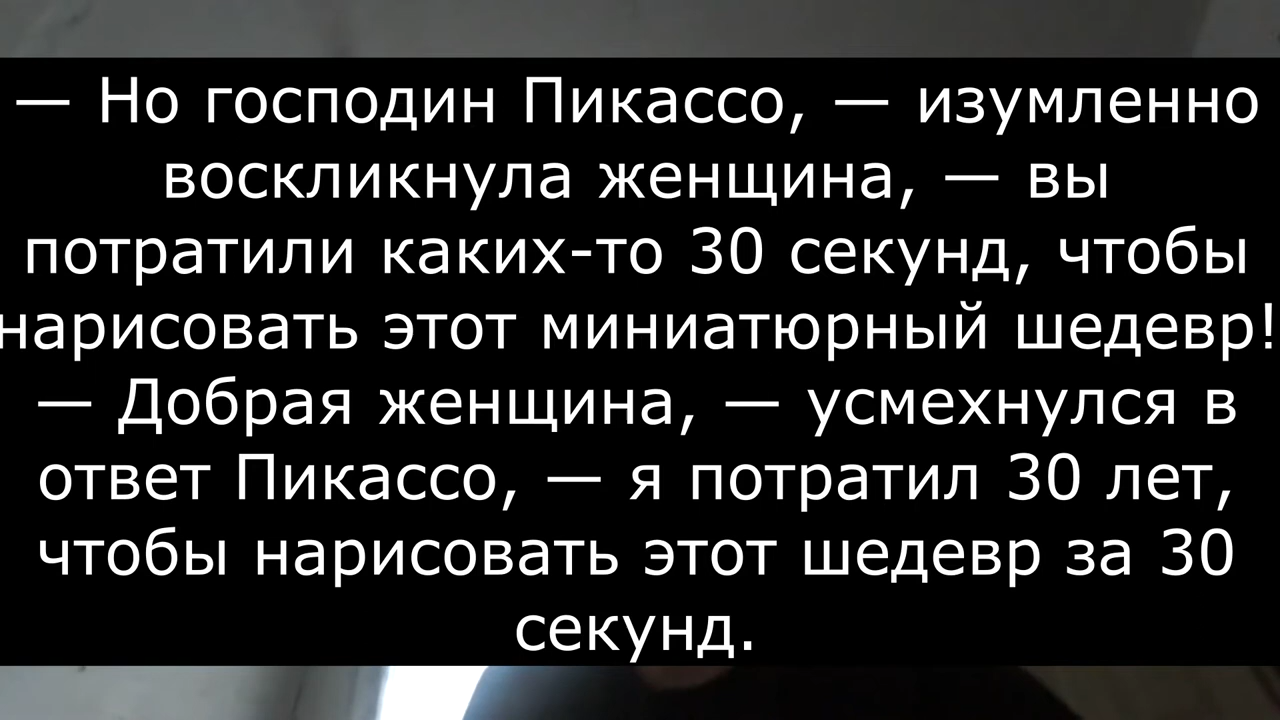 — Но господин Пикассо, — изумленно
воскликнула женщина, — вы
потратили каких-то 30 секунд, чтобы
нарисовать этот миниатюрный шедевр!
— Добрая женщина, — усмехнулся в
ответ Пикассо, — я потратил 30 лет,
чтобы нарисовать этот шедевр за 30
секунд.